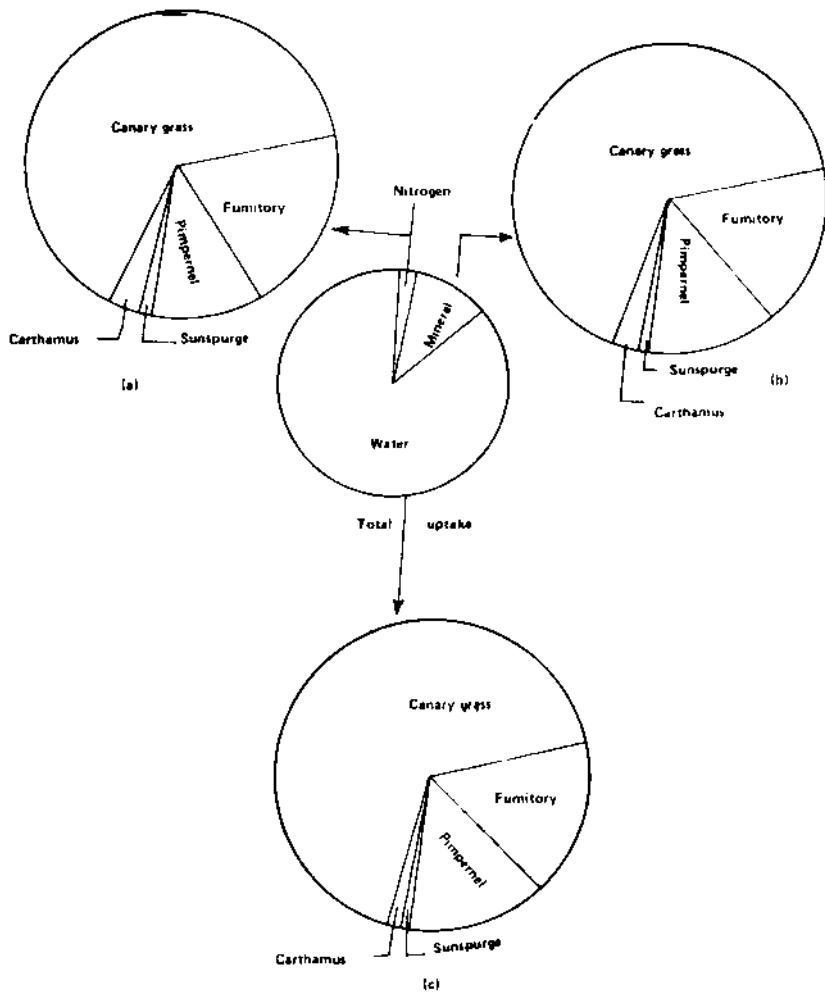 Canary grass
Fumitory
Pimpernel
Carthamus
Sunspurge
(a)
Nitrogen
Mineral
Water
Total uptake
Canary grass
Fumitory
Pimpernel
Sunspurge
Carthamus
(b)
Canary grass
Fumitory
Pimpernel
Carthamus
Sunspurge
(c)